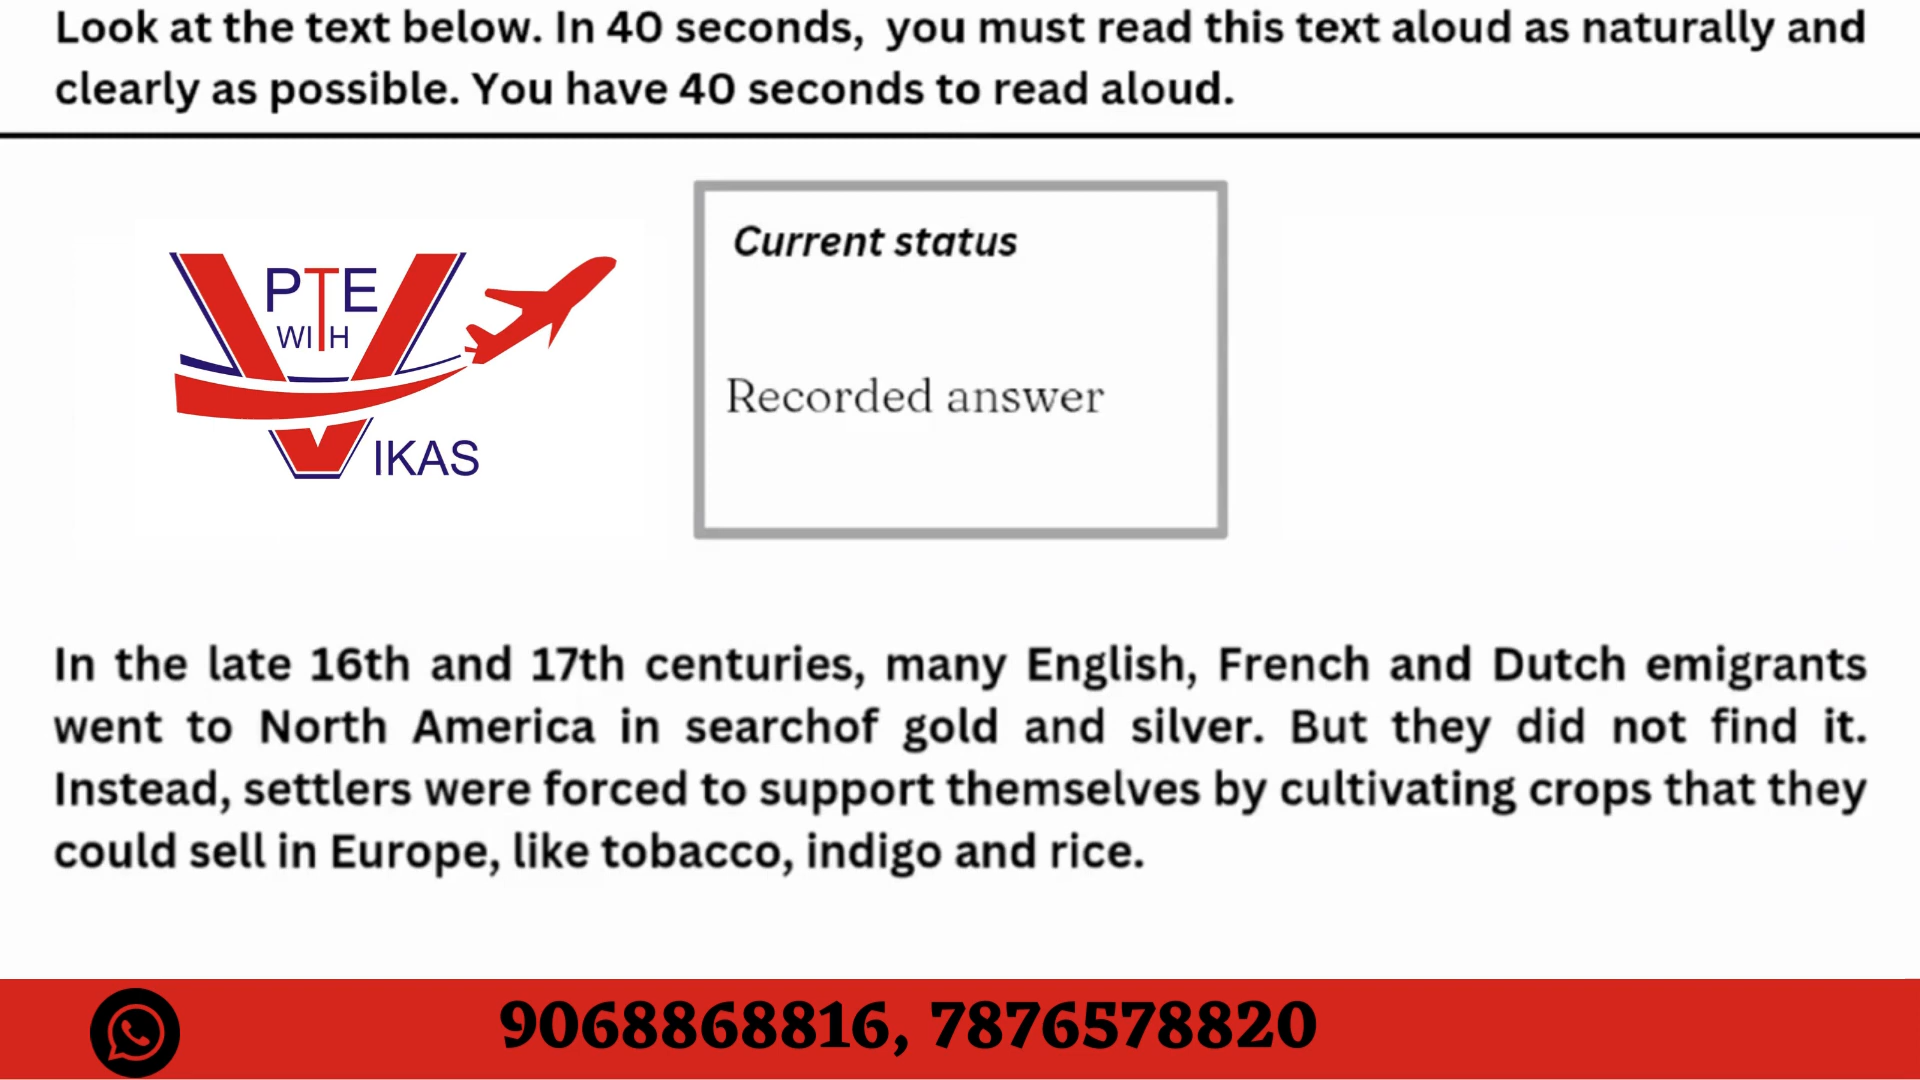 Look at the text below. In 40 seconds, you must read this text aloud as naturally and
clearly as possible. You have 40 seconds to read aloud.
PTE
WITH
VIKAS
Current status
Recorded answer
In the late 16th and 17th centuries, many English, French and Dutch emigrants
went to North America in searchof gold and silver. But they did not find it.
Instead, settlers were forced to support themselves by cultivating crops that they
could sell in Europe, like tobacco, indigo and rice.
9068868816, 7876578820